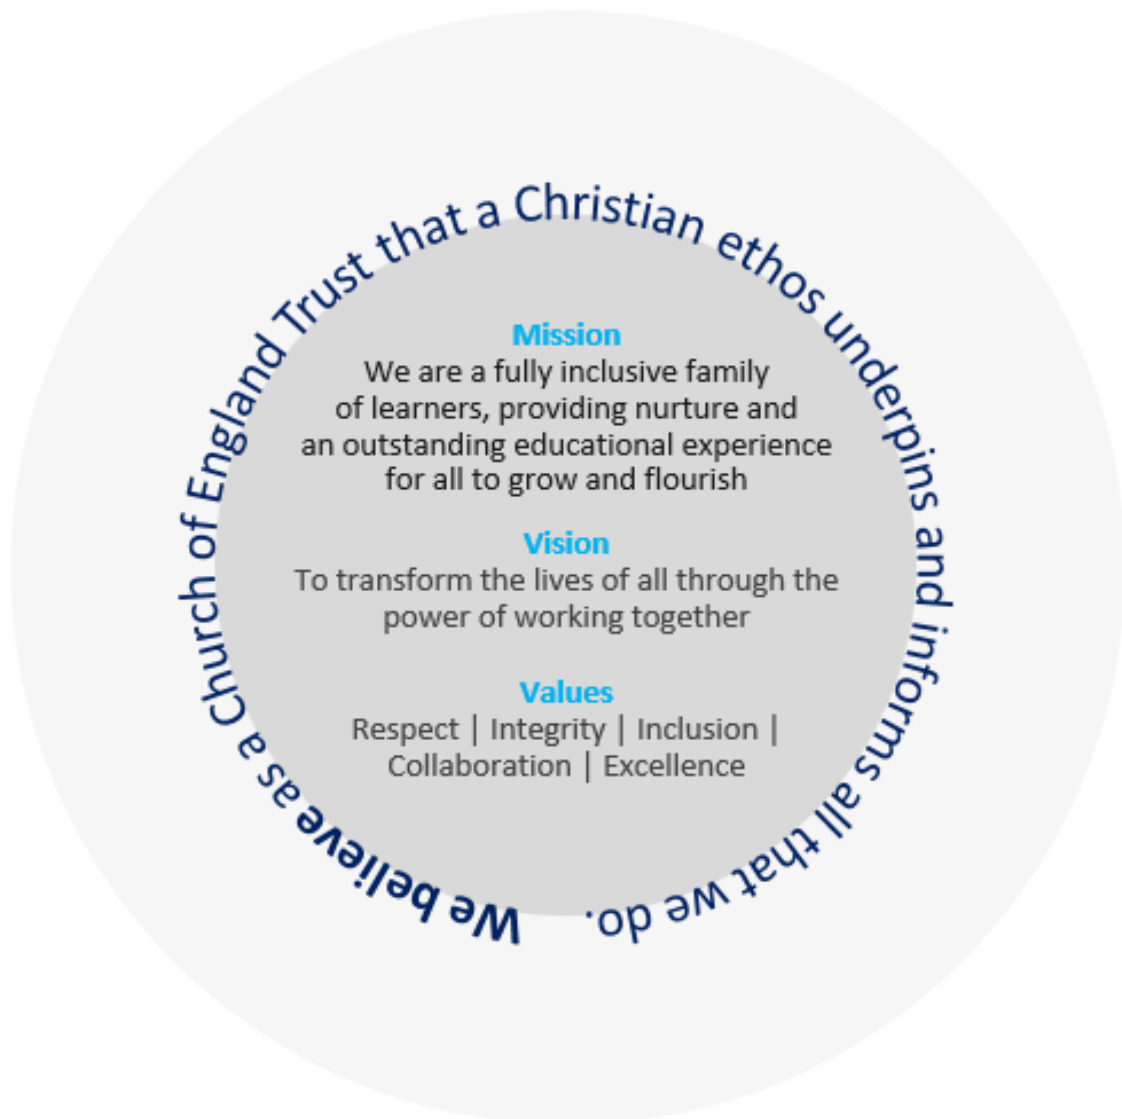 We believe as a Church of England Trust that a Christian ethos underpins and informs all that we do.
Mission
We are a fully inclusive family
of learners, providing nurture and
an outstanding educational experience
for all to grow and flourish
Vision
To transform the lives of all through the
power of working together
Values
Respect | Integrity | Inclusion |
Collaboration | Excellence